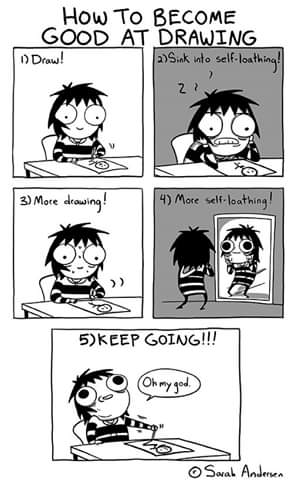 HOW TO BECOME
GOOD AT DRAWING
1) Draw!
2) Sink into self-loathing!
3) More drawing!
4) More self-loathing!
5) KEEP GOING!!!
Oh my god.
© Sarah Andersen